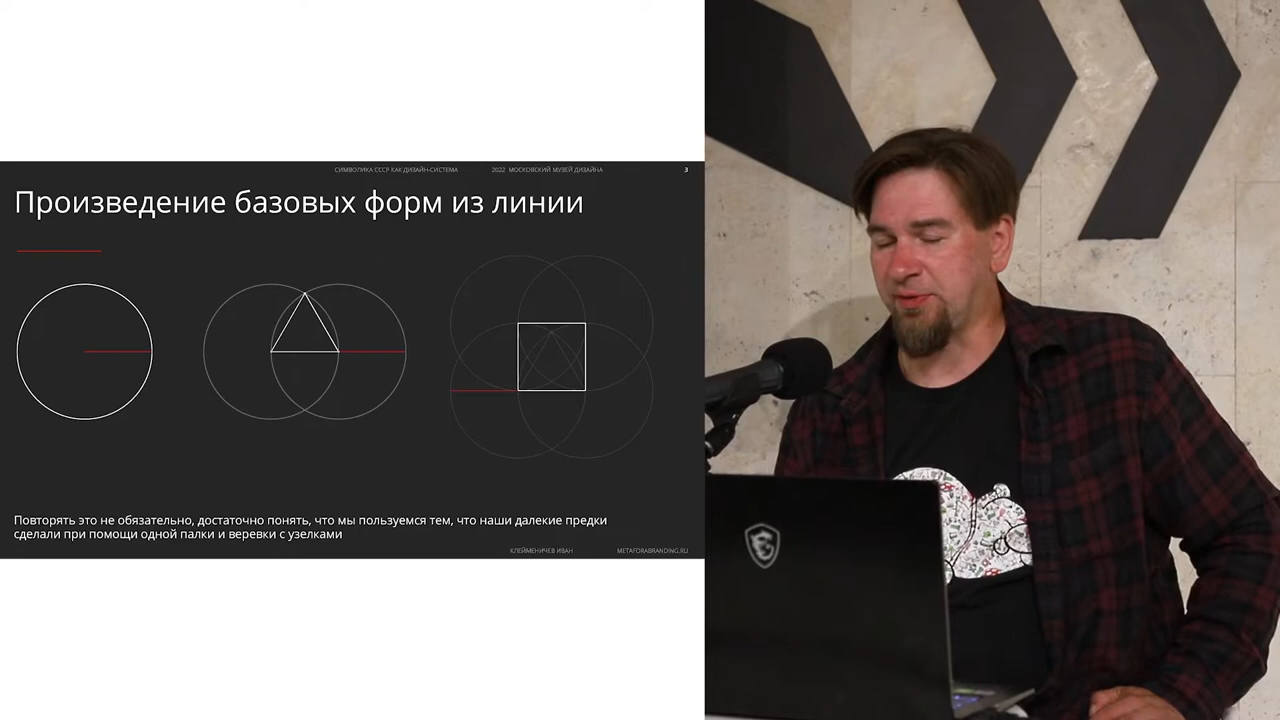 СИМВОЛИКА СССР КАК ДИЗАЙН-СИСТЕМА 2022 МОСКОВСКИЙ МУЗЕЙ ДИЗАЙНА 3
Произведение базовых форм из линии
Повторять это не обязательно, достаточно понять, что мы пользуемся тем, что наши далекие предки
сделали при помощи одной палки и веревки с узелками
КЛЕЙМЕНИЧЕВ ИВАН METAFORABRANDING.RU